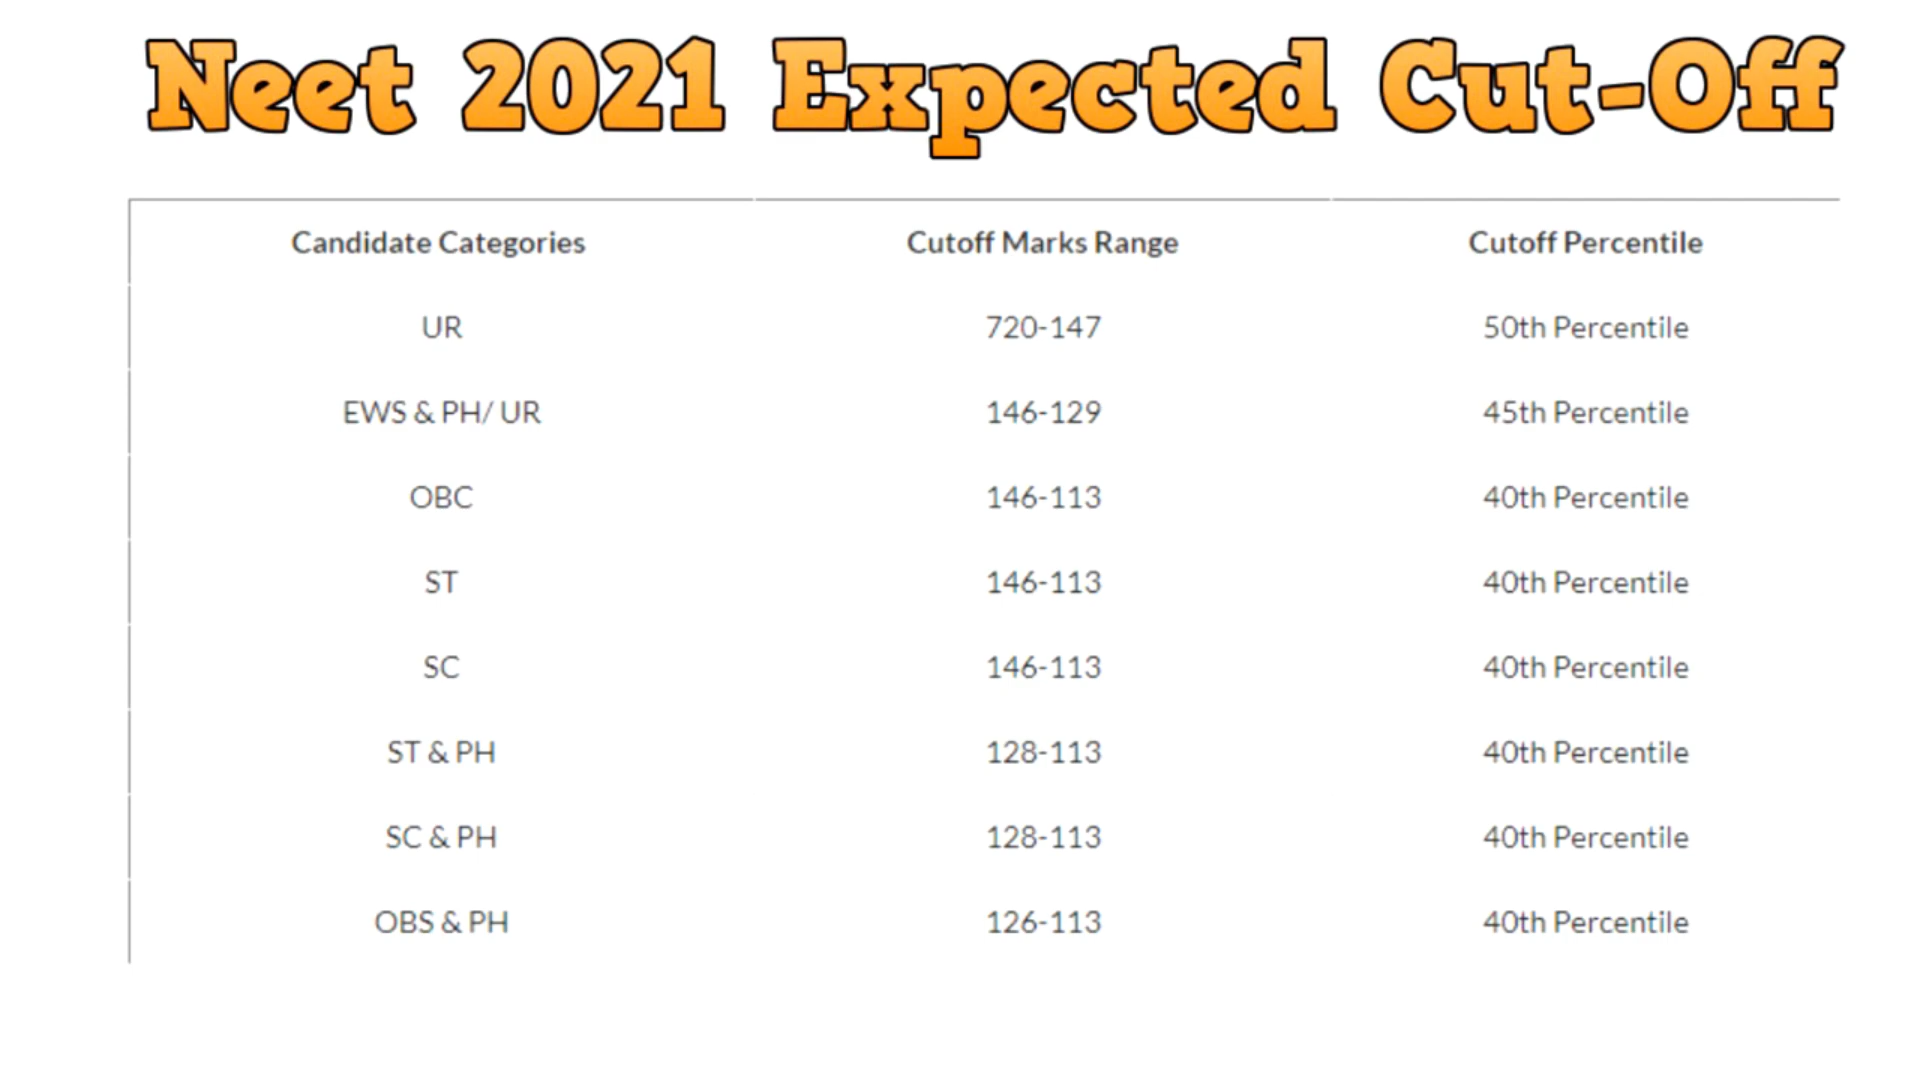 Neet 2021 Expected Cut-Off
Candidate Categories Cutoff Marks Range Cutoff Percentile
UR 720-147 50th Percentile
EWS & PH/ UR 146-129 45th Percentile
OBC 146-113 40th Percentile
ST 146-113 40th Percentile
SC 146-113 40th Percentile
ST & PH 128-113 40th Percentile
SC & PH 128-113 40th Percentile
OBS & PH 126-113 40th Percentile